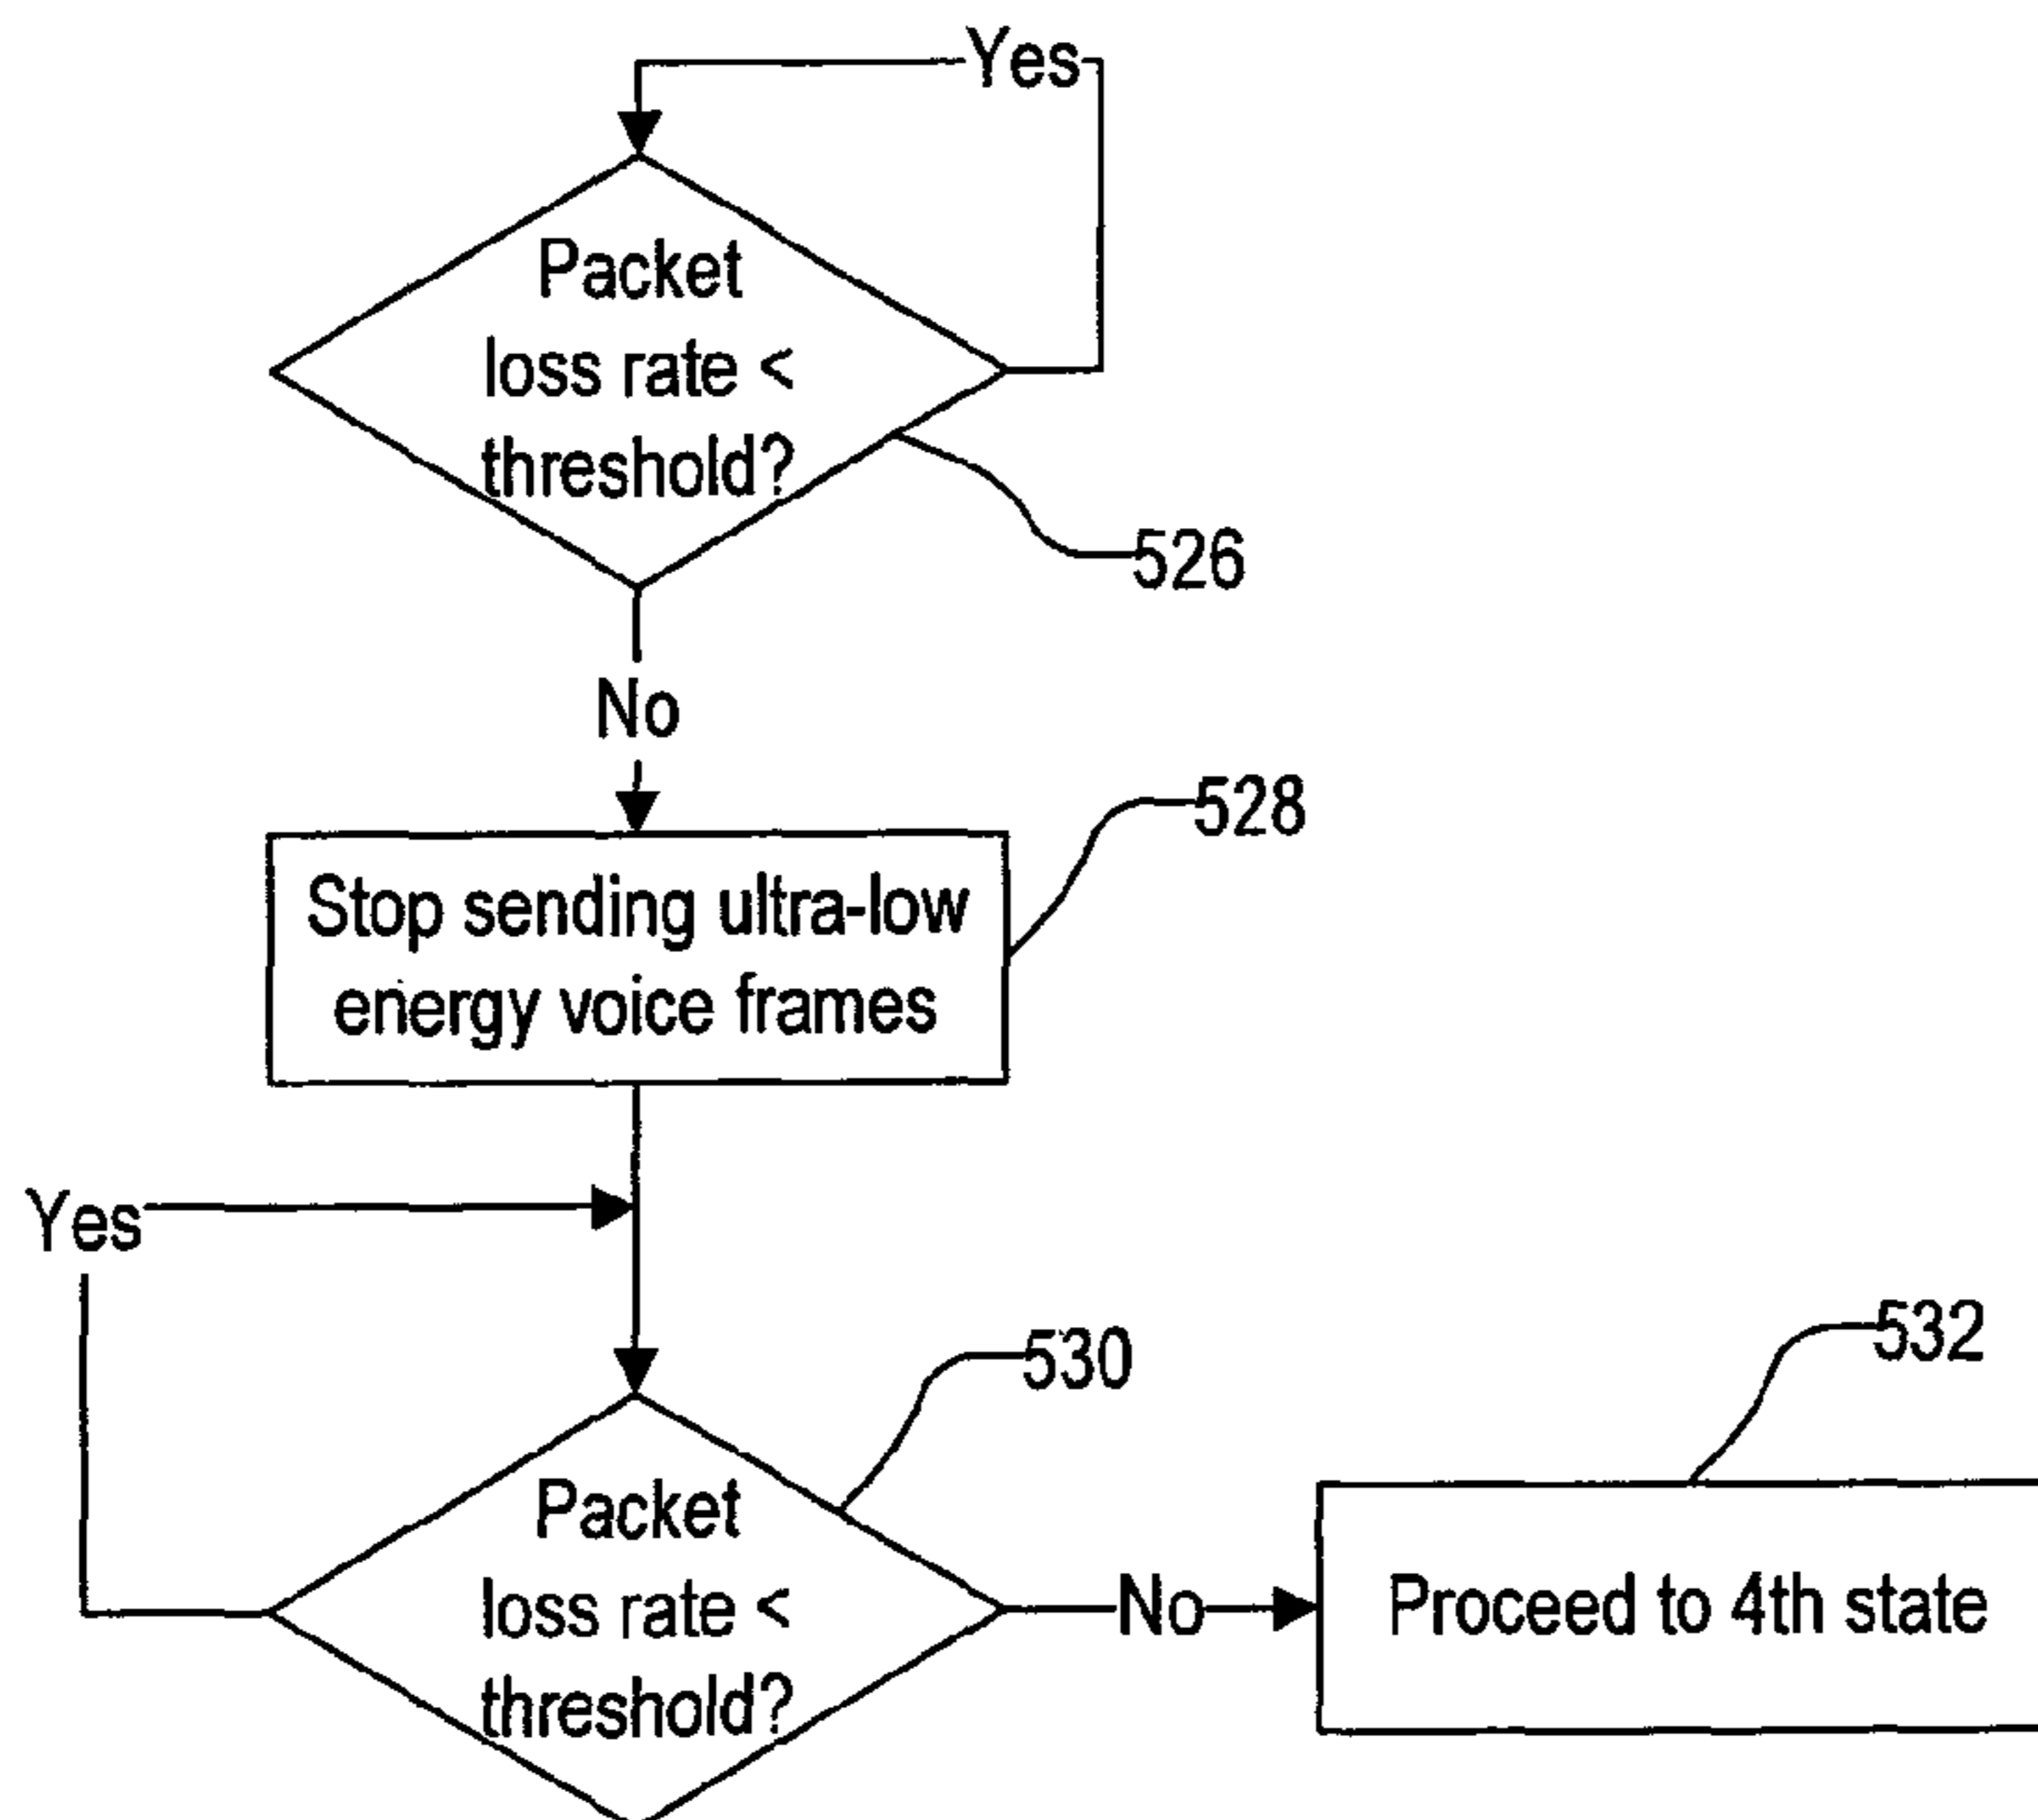 Yes
Packet
loss rate <
threshold?
526
No
528
Stop sending ultra-low
energy voice frames
Yes
530
532
Packet
loss rate <
threshold?
No
Proceed to 4th state